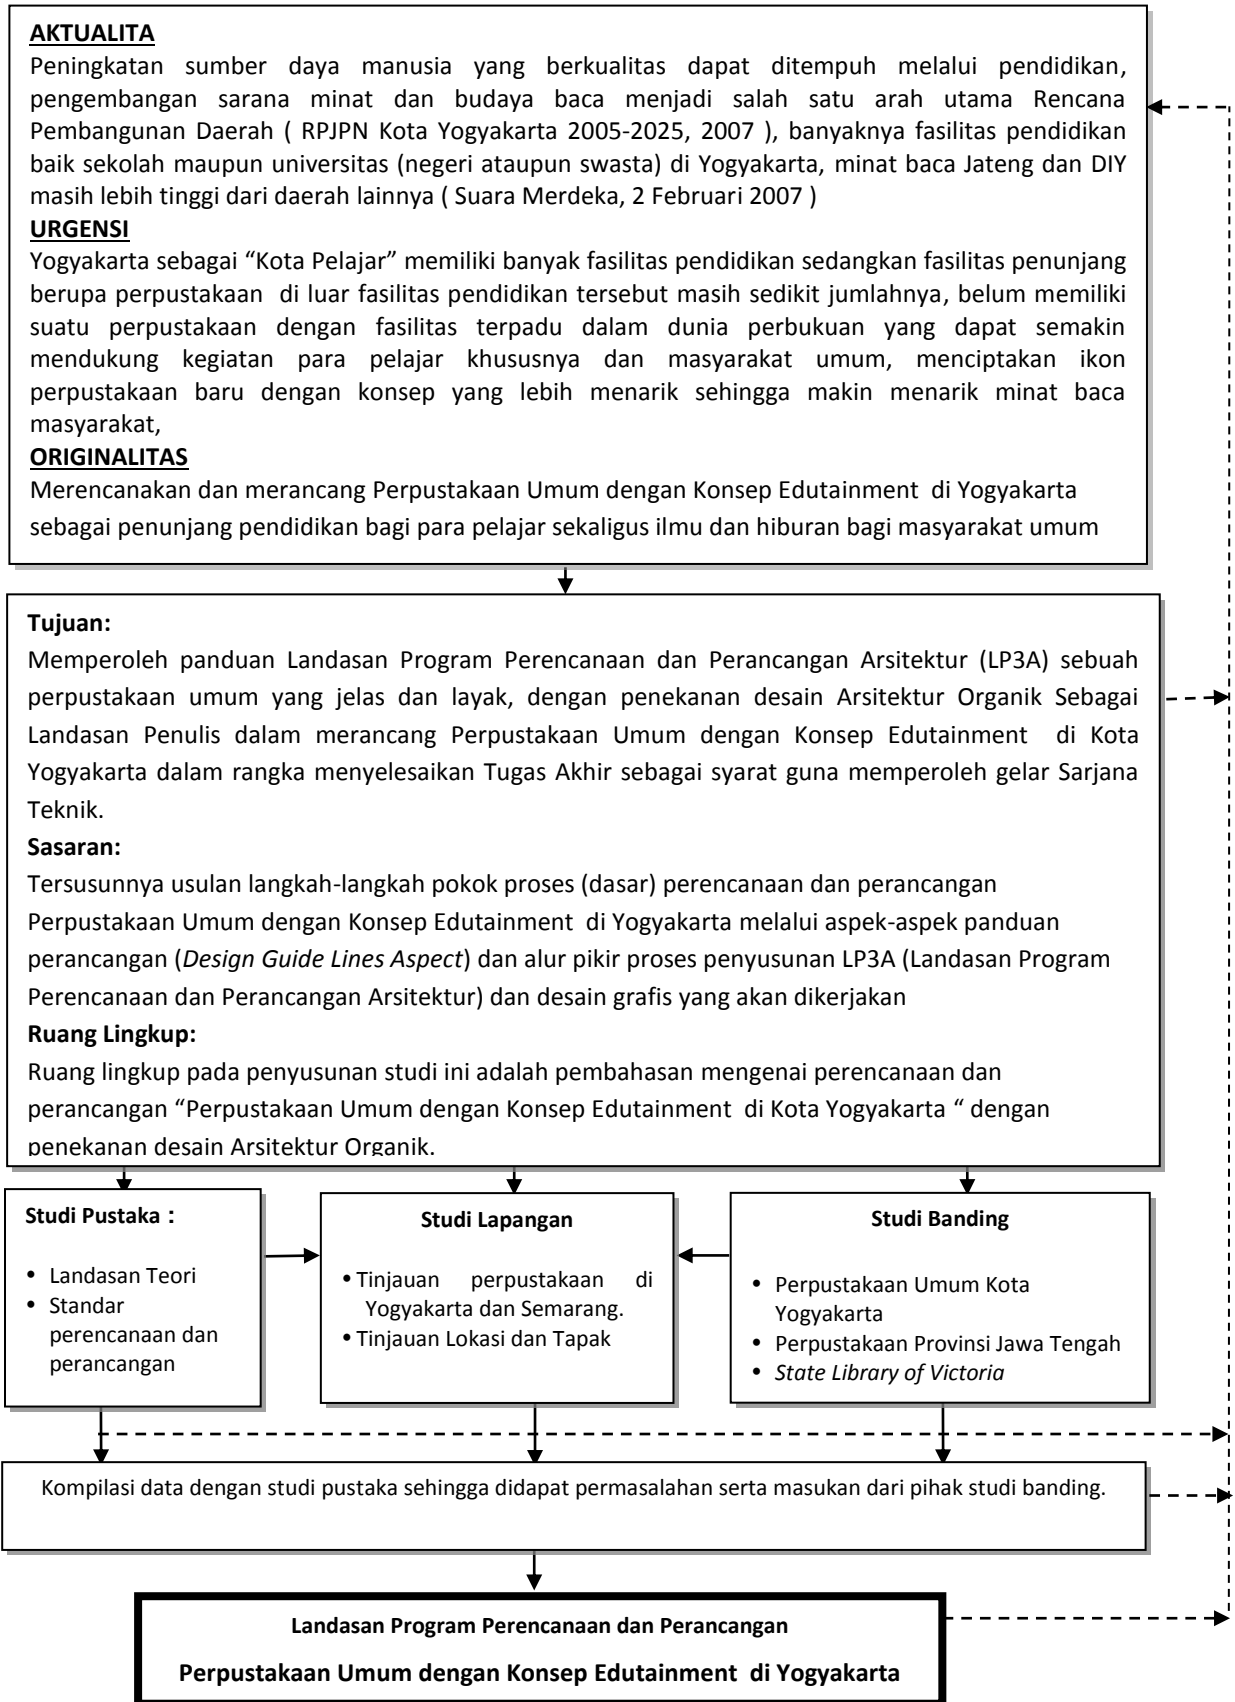 AKTUALITA
Peningkatan sumber daya manusia yang berkualitas dapat ditempuh melalui pendidikan,
pengembangan sarana minat dan budaya baca menjadi salah satu arah utama Rencana
Pembangunan Daerah ( RPJPN Kota Yogyakarta 2005-2025, 2007 ), banyaknya fasilitas pendidikan
baik sekolah maupun universitas (negeri ataupun swasta) di Yogyakarta, minat baca Jateng dan DIY
masih lebih tinggi dari daerah lainnya ( Suara Merdeka, 2 Februari 2007 )
URGENSI
Yogyakarta sebagai “Kota Pelajar” memiliki banyak fasilitas pendidikan sedangkan fasilitas penunjang
berupa perpustakaan di luar fasilitas pendidikan tersebut masih sedikit jumlahnya, belum memiliki
suatu perpustakaan dengan fasilitas terpadu dalam dunia perbukuan yang dapat semakin
mendukung kegiatan para pelajar khususnya dan masyarakat umum, menciptakan ikon
perpustakaan baru dengan konsep yang lebih menarik sehingga makin menarik minat baca
masyarakat,
ORIGINALITAS
Merencanakan dan merancang Perpustakaan Umum dengan Konsep Edutainment di Yogyakarta
sebagai penunjang pendidikan bagi para pelajar sekaligus ilmu dan hiburan bagi masyarakat umum
Tujuan:
Memperoleh panduan Landasan Program Perencanaan dan Perancangan Arsitektur (LP3A) sebuah
perpustakaan umum yang jelas dan layak, dengan penekanan desain Arsitektur Organik Sebagai
Landasan Penulis dalam merancang Perpustakaan Umum dengan Konsep Edutainment di Kota
Yogyakarta dalam rangka menyelesaikan Tugas Akhir sebagai syarat guna memperoleh gelar Sarjana
Teknik.
Sasaran:
Tersusunnya usulan langkah-langkah pokok proses (dasar) perencanaan dan perancangan
Perpustakaan Umum dengan Konsep Edutainment di Yogyakarta melalui aspek-aspek panduan
perancangan (Design Guide Lines Aspect) dan alur pikir proses penyusunan LP3A (Landasan Program
Perencanaan dan Perancangan Arsitektur) dan desain grafis yang akan dikerjakan
Ruang Lingkup:
Ruang lingkup pada penyusunan studi ini adalah pembahasan mengenai perencanaan dan
perancangan “Perpustakaan Umum dengan Konsep Edutainment di Kota Yogyakarta “ dengan
penekanan desain Arsitektur Organik.
Studi Pustaka :
• Landasan Teori
• Standar
perencanaan dan
perancangan
Studi Lapangan
• Tinjauan perpustakaan di
Yogyakarta dan Semarang.
• Tinjauan Lokasi dan Tapak
Studi Banding
• Perpustakaan Umum Kota
Yogyakarta
• Perpustakaan Provinsi Jawa Tengah
• State Library of Victoria
Kompilasi data dengan studi pustaka sehingga didapat permasalahan serta masukan dari pihak studi banding.
Landasan Program Perencanaan dan Perancangan
Perpustakaan Umum dengan Konsep Edutainment di Yogyakarta